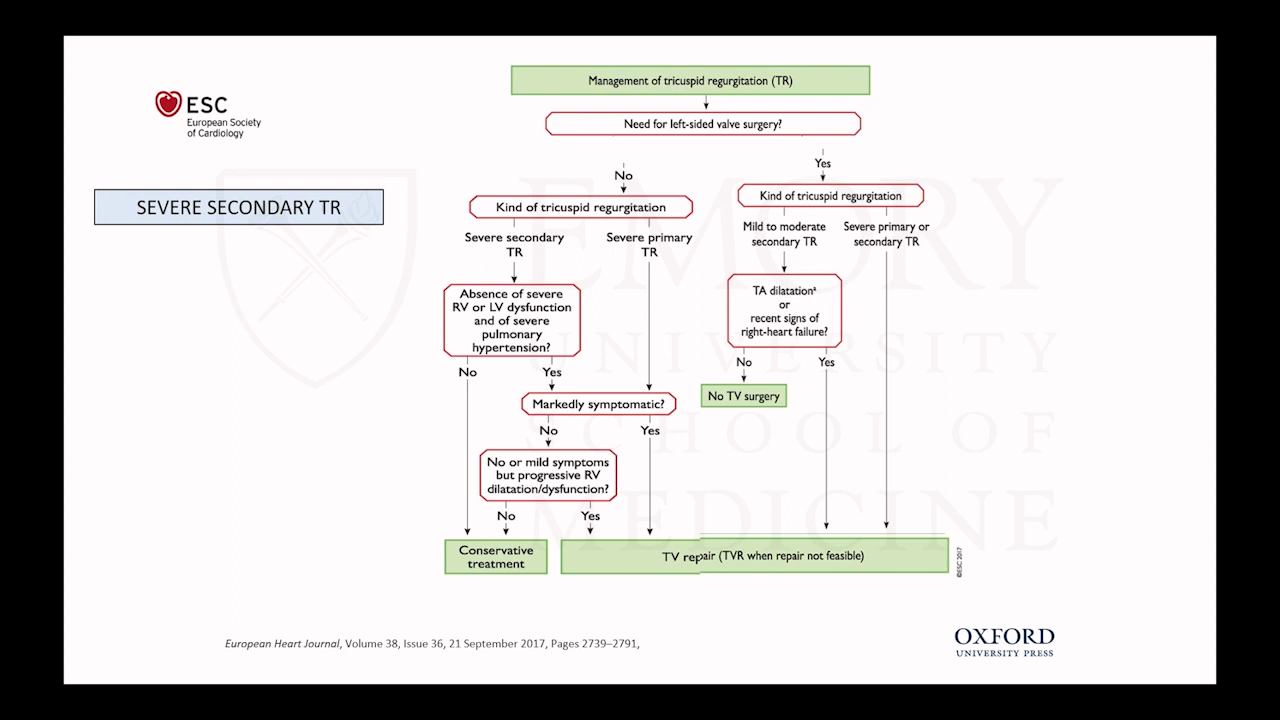 Management of tricuspid regurgitation (TR)
Need for left-sided valve surgery?
ESC
European Society
of Cardiology
SEVERE SECONDARY TR
No
Yes
Kind of tricuspid regurgitation
Kind of tricuspid regurgitation
Severe secondary
TR
Severe primary
TR
Mild to moderate
secondary TR
Severe primary or
secondary TR
Absence of severe
RV or LV dysfunction
and of severe
pulmonary
hypertension?
TA dilatationᵃ
or
recent signs of
right-heart failure?
No
Yes
No
Yes
Markedly symptomatic?
No TV surgery
No
Yes
No or mild symptoms
but progressive RV
dilatation/dysfunction?
No
Yes
Conservative
treatment
TV repair (TVR when repair not feasible)
©ESC 2017
European Heart Journal, Volume 38, Issue 36, 21 September 2017, Pages 2739–2791,
OXFORD
UNIVERSITY PRESS
EMORY
UNIVERSITY
SCHOOL OF
MEDICINE